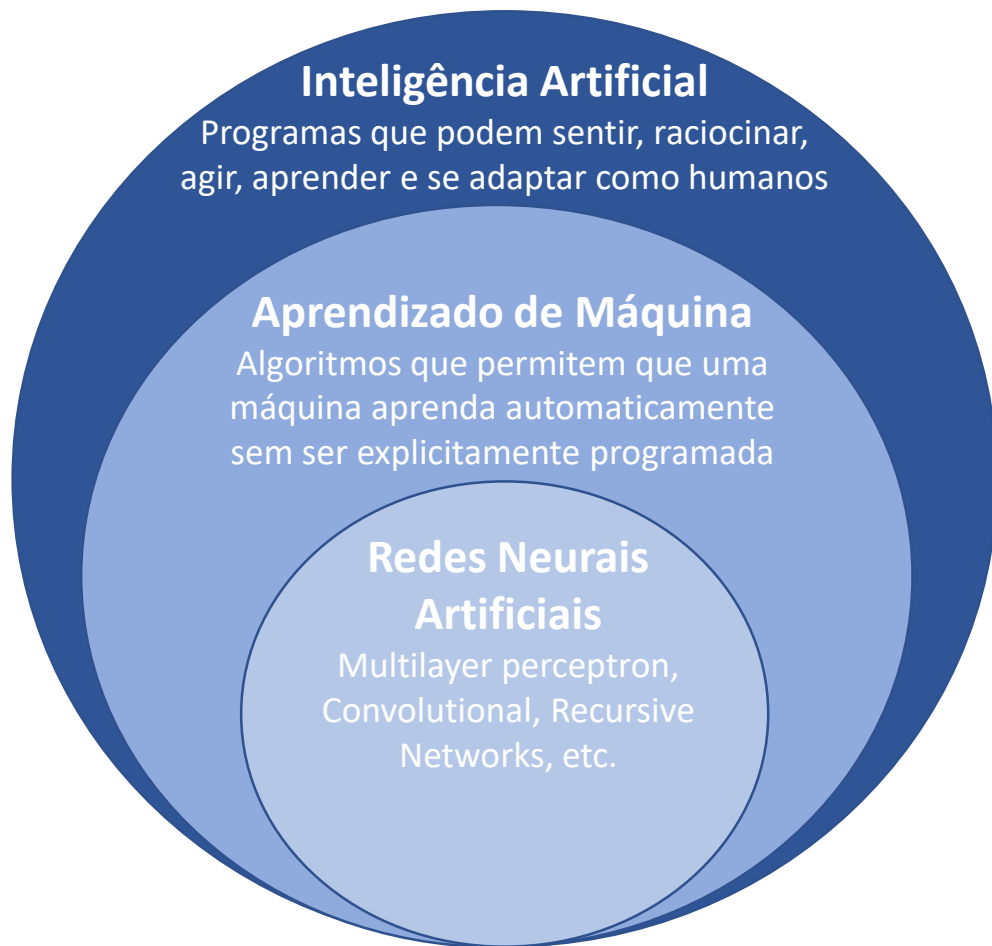 Inteligência Artificial
Programas que podem sentir, raciocinar,
agir, aprender e se adaptar como humanos
Aprendizado de Máquina
Algoritmos que permitem que uma
máquina aprenda automaticamente
sem ser explicitamente programada
Redes Neurais
Artificiais
Multilayer perceptron,
Convolutional, Recursive
Networks, etc.